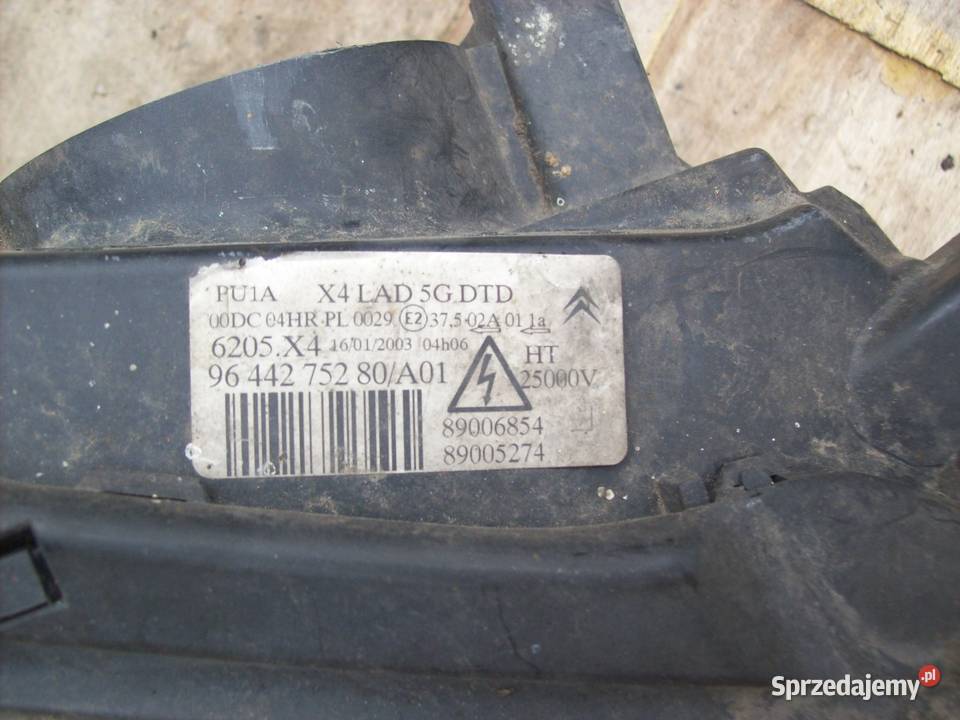 PU1A X4 LAD 5G DTD
00DC 04HR-PL 0029 E2 37,5 02A 01 1a
6205.X4 16/01/2003 04h06
96 442 752 80/A01
HT
25000V
89006854
89005274
Sprzedajemy.pl